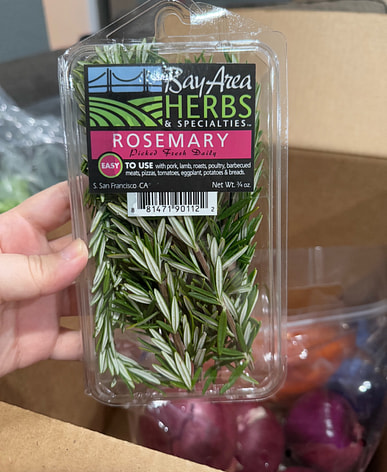 Bay Area
HERBS
& SPECIALTIES™
ROSEMARY
Picked Fresh Daily
EASY TO USE with pork, lamb, roasts, poultry, barbecued
meats, pizzas, tomatoes, eggplant, potatoes & breads.
S. San Francisco CA Net Wt. ¾ oz.
8 81471 90112 2